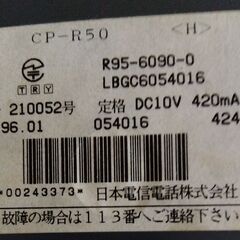 CP-R50 <H>
TRY
R95-6090-0
LBGC6054016
210052号 定格 DC10V 420mA
96.01 054016 424
*00243373* 日本電信電話株式会社
故障の場合は113番へご連絡下さい